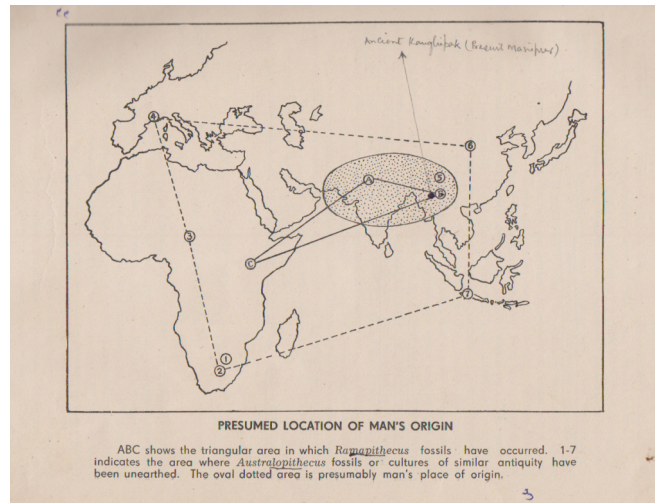 Ancient Kanglipak (Present Manipur)
4
6
A
5
B
3
C
7
1
2
PRESUMED LOCATION OF MAN'S ORIGIN
ABC shows the triangular area in which Ramapithecus fossils have occurred. 1-7
indicates the area where Australopithecus fossils or cultures of similar antiquity have
been unearthed. The oval dotted area is presumably man's place of origin.
3